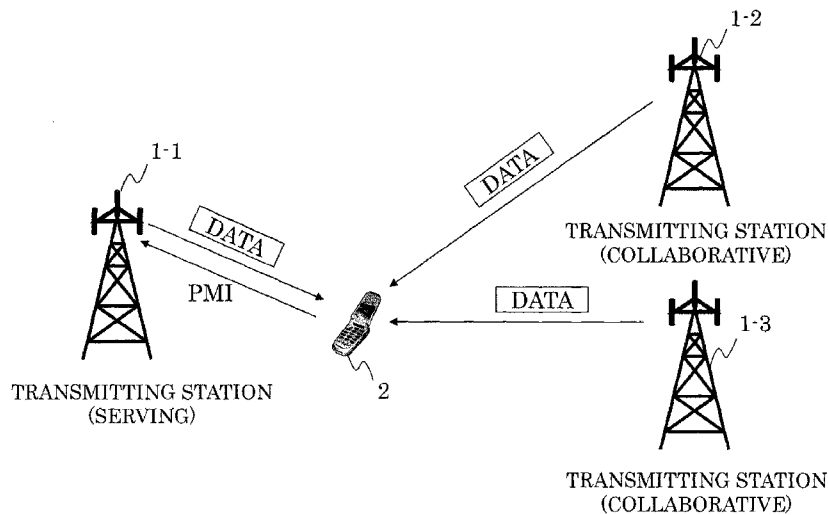 1-2
DATA
TRANSMITTING STATION
(COLLABORATIVE)
1-1
DATA
PMI
TRANSMITTING STATION
(SERVING)
2
DATA
1-3
TRANSMITTING STATION
(COLLABORATIVE)